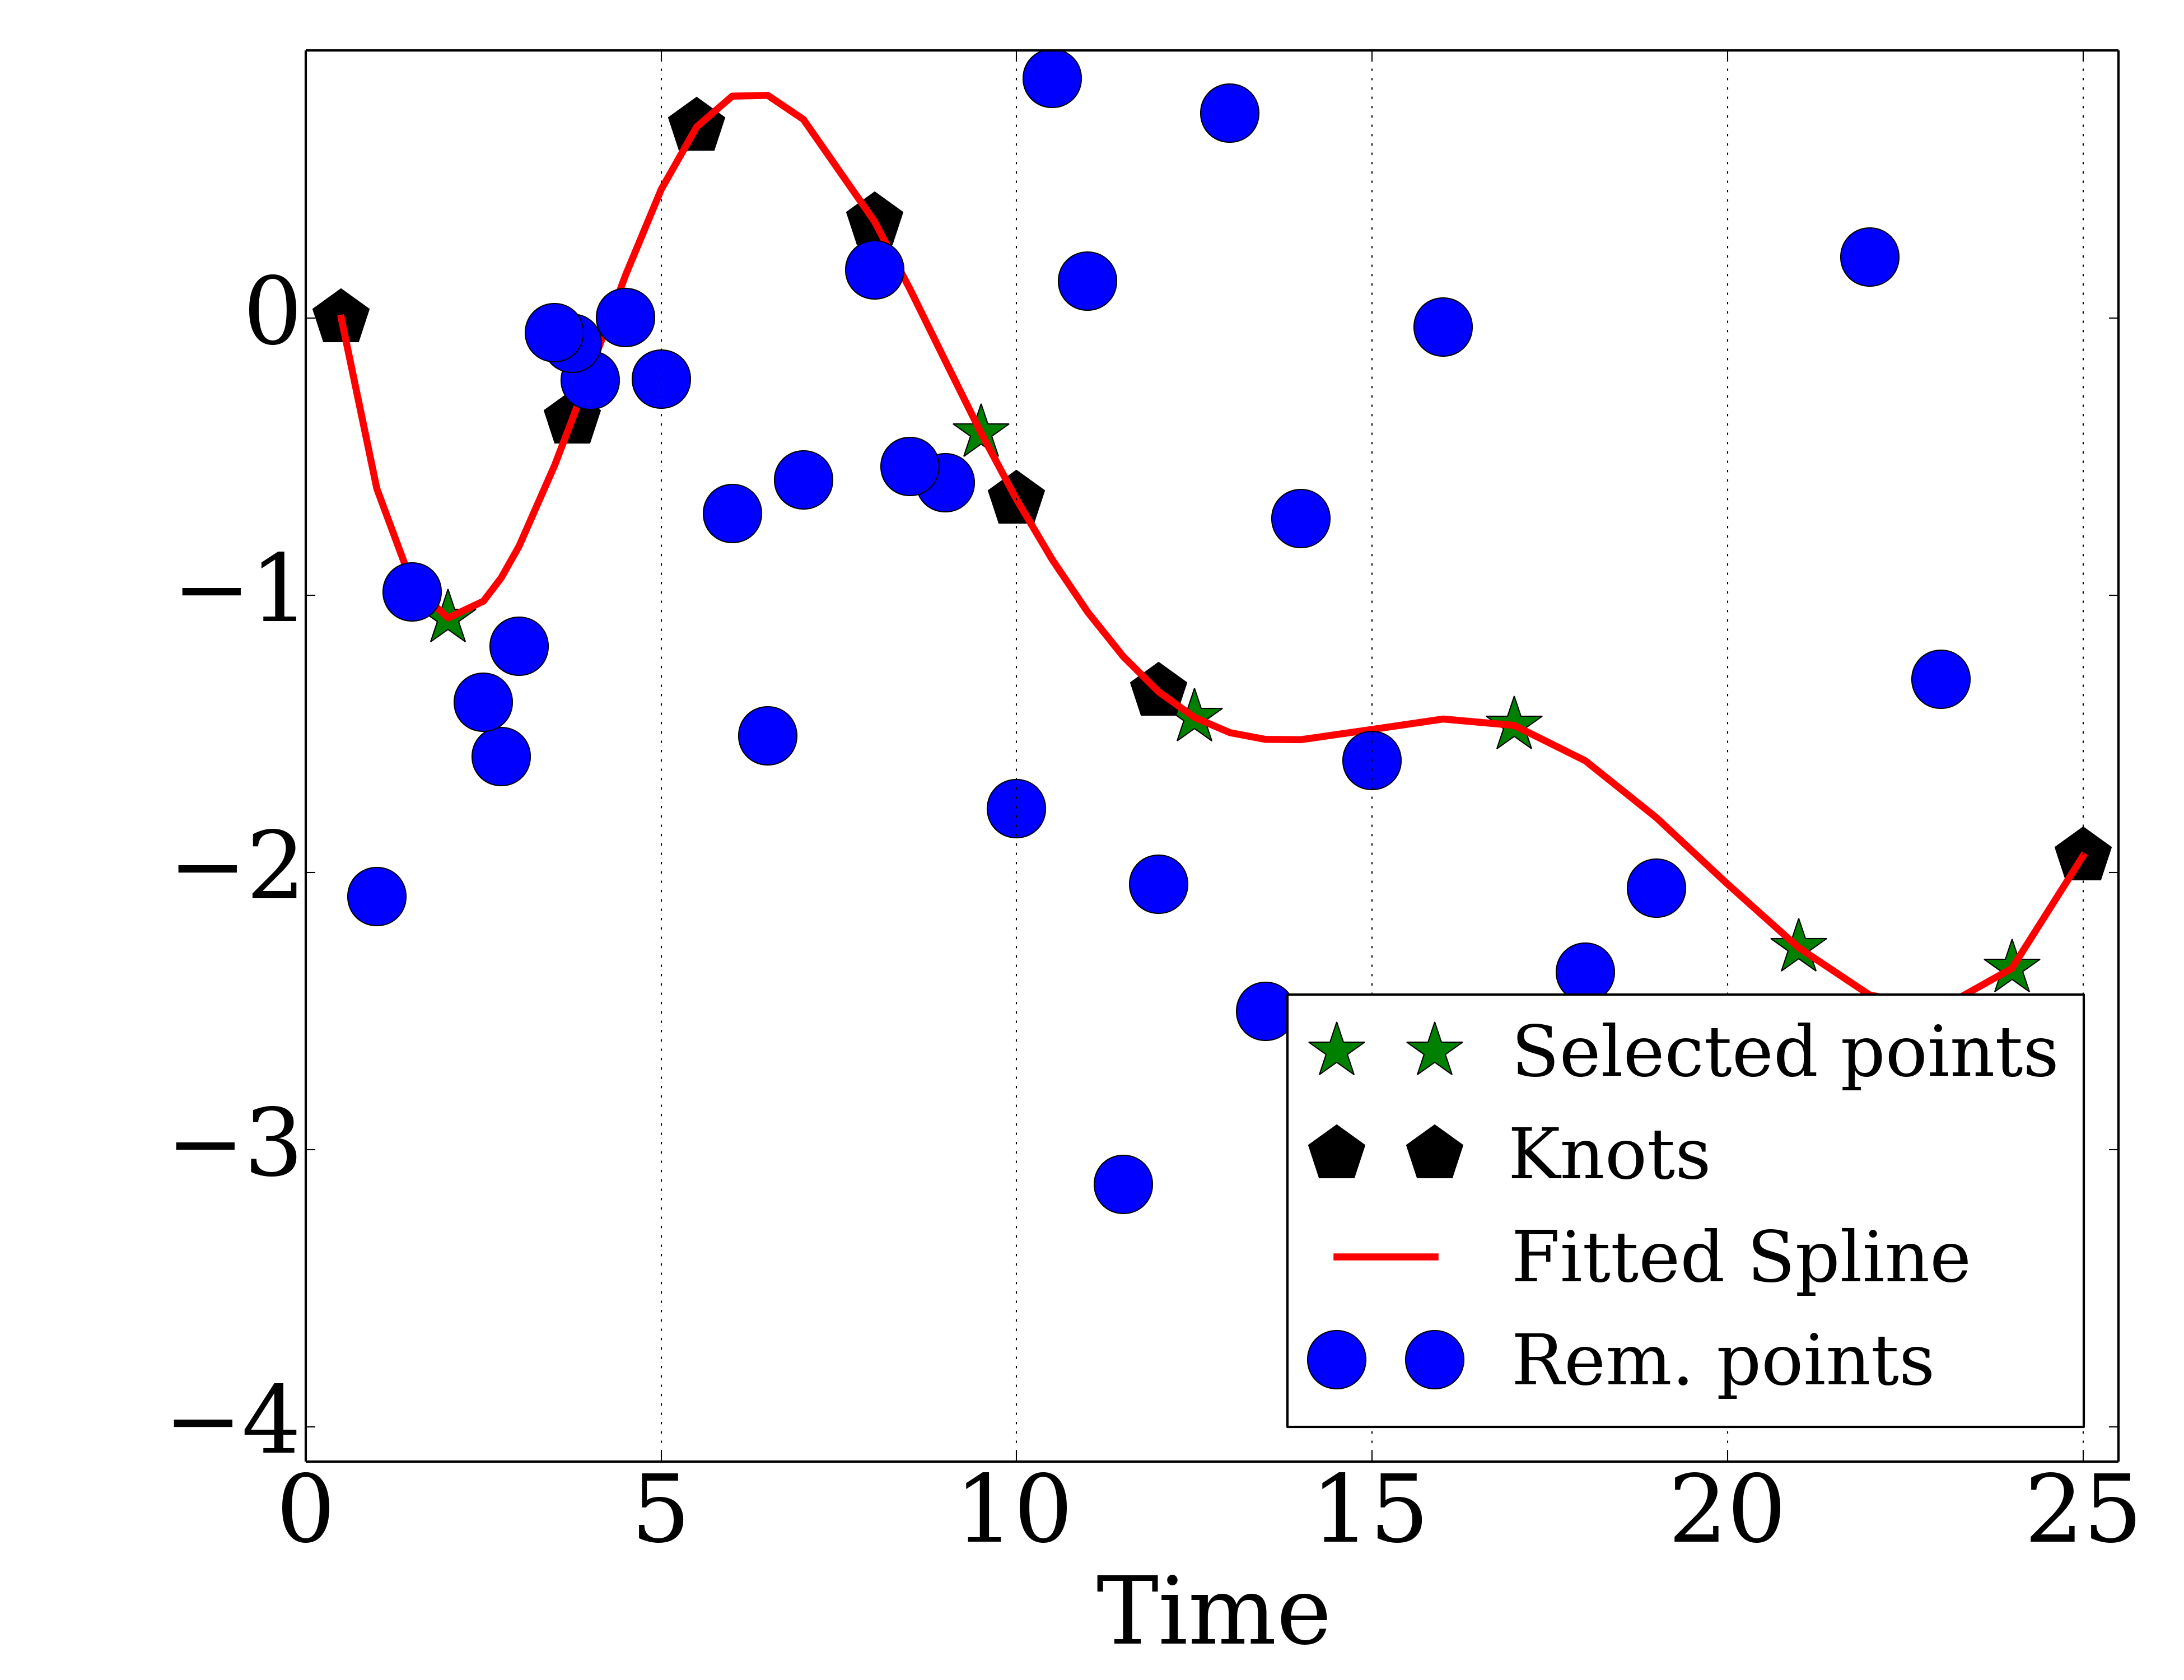 0
−1
−2
−3
−4
Selected points
Knots
Fitted Spline
Rem. points
0 5 10 15 20 25
Time